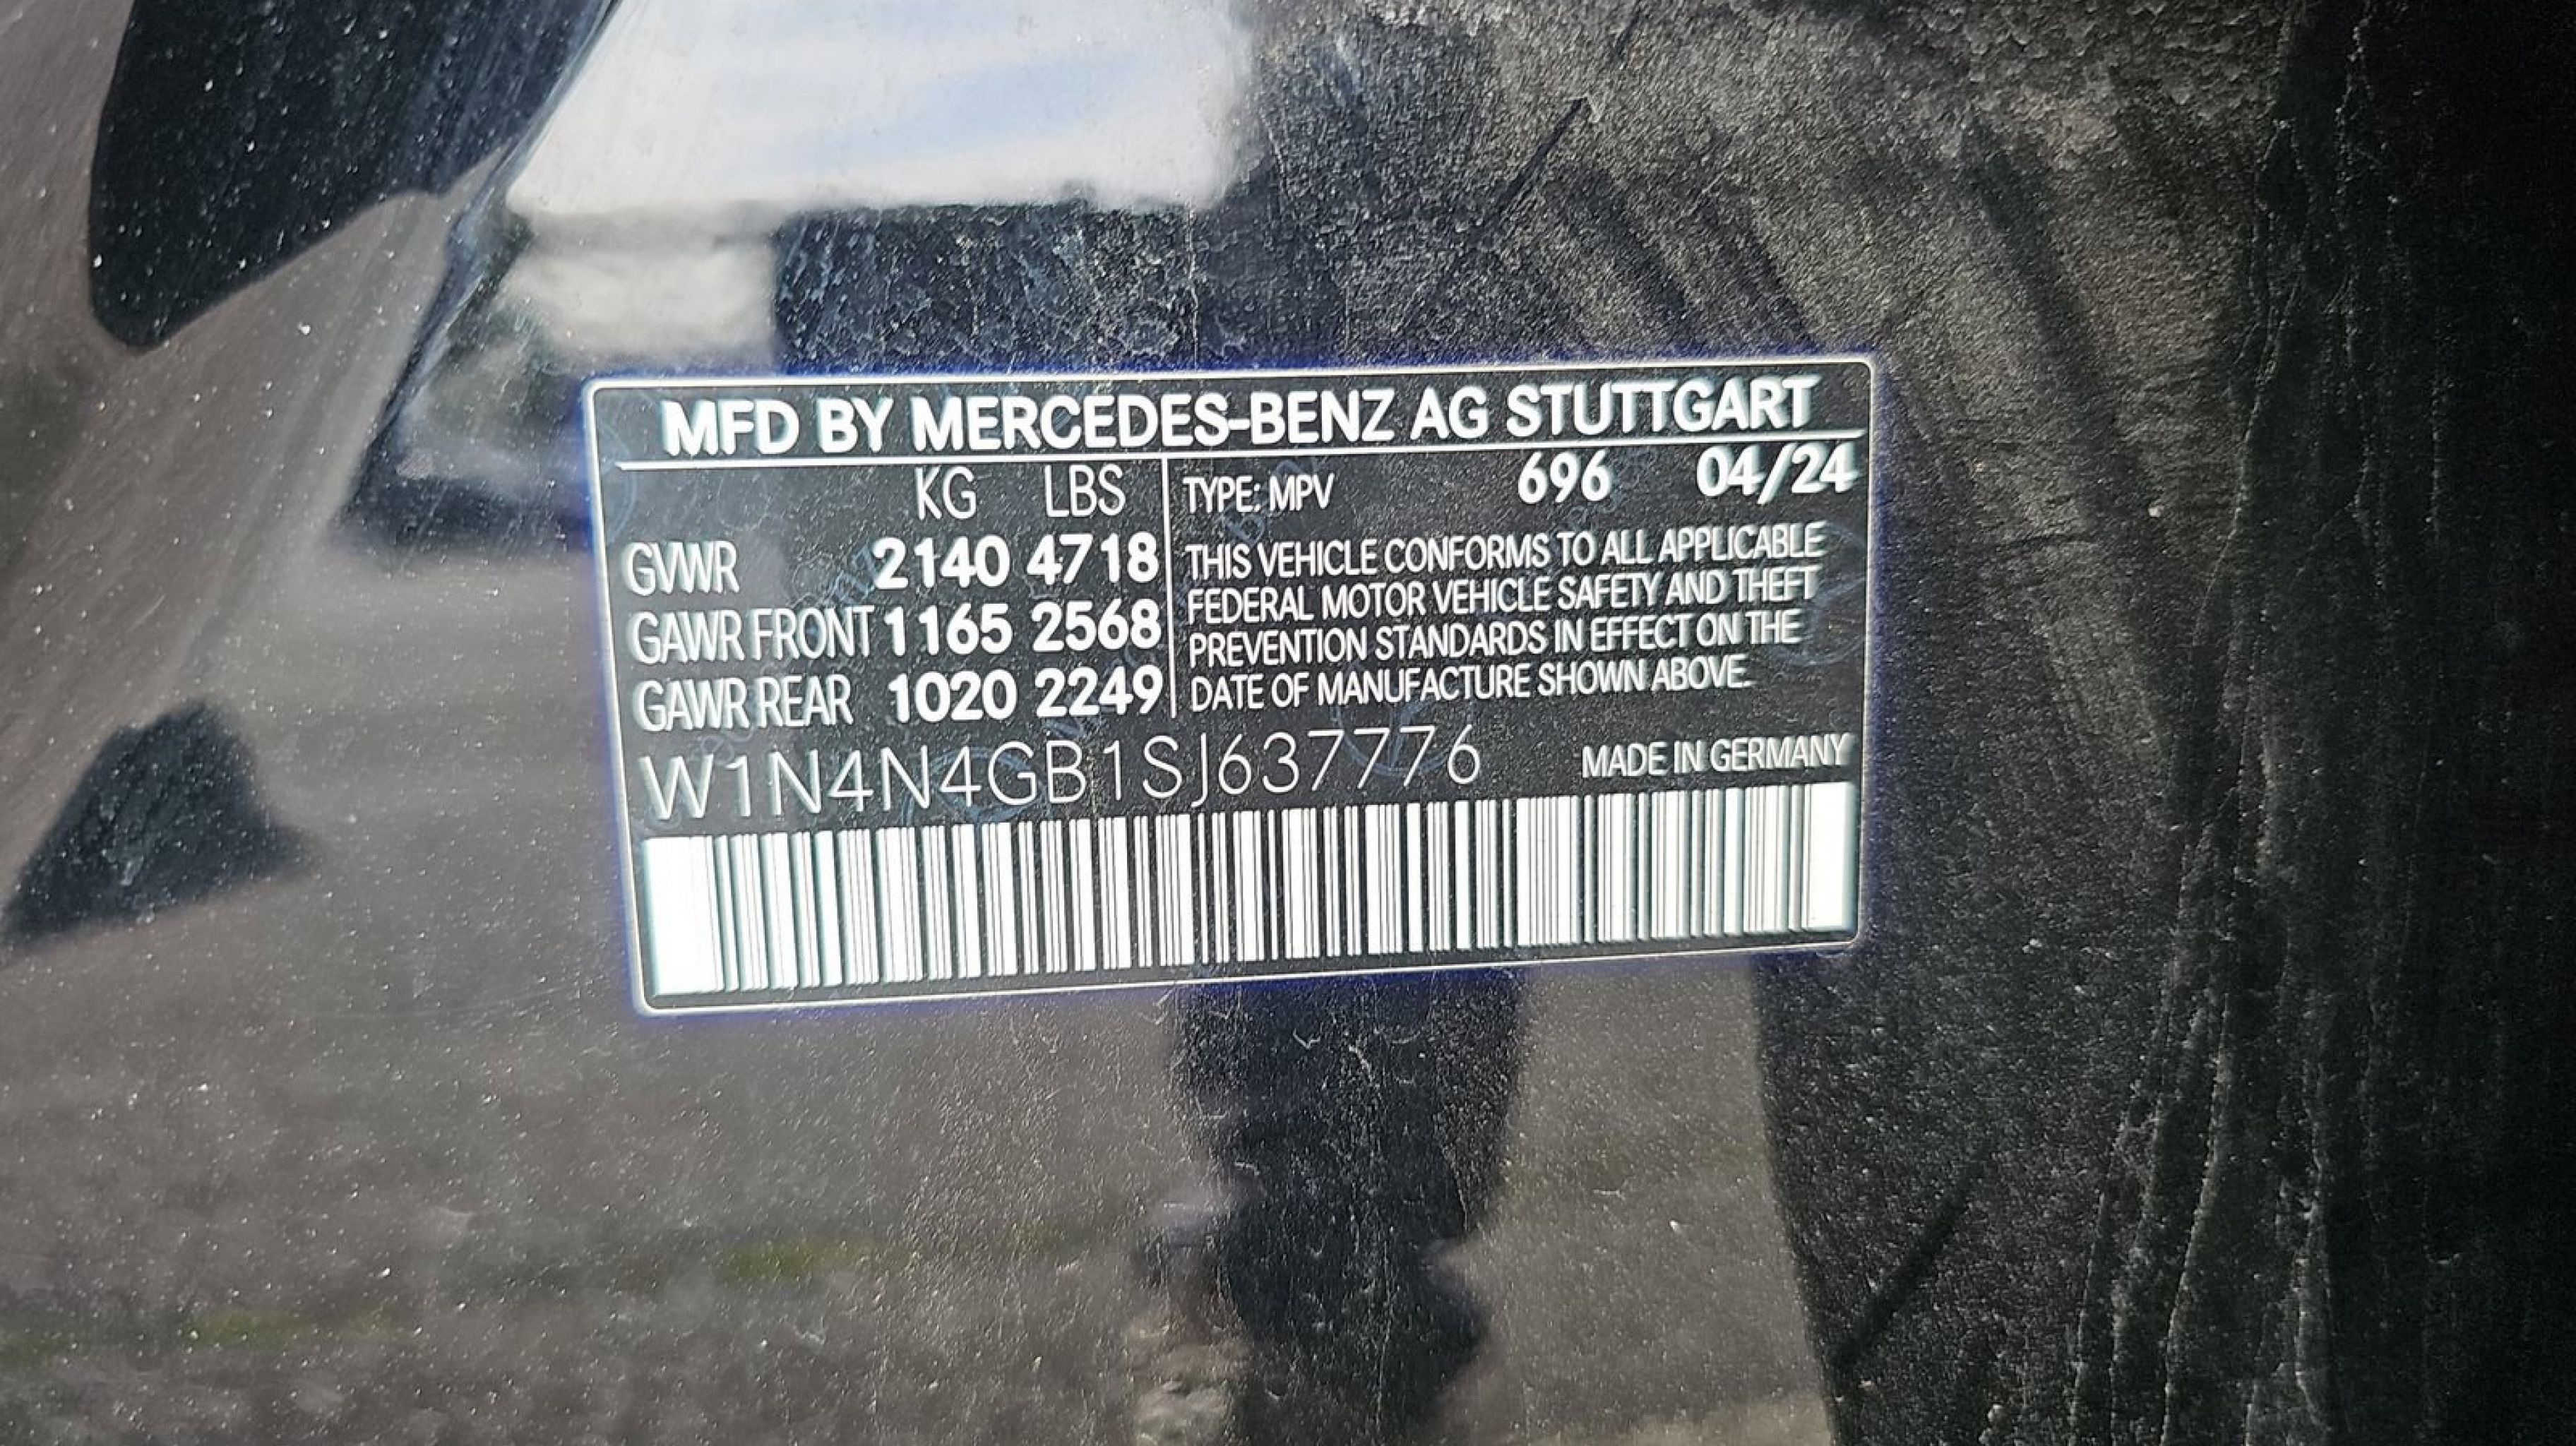 MFD BY MERCEDES-BENZ AG STUTTGART
KG LBS
GVWR 2140 4718
GAWR FRONT 1165 2568
GAWR REAR 1020 2249
TYPE: MPV 696 04/24
THIS VEHICLE CONFORMS TO ALL APPLICABLE
FEDERAL MOTOR VEHICLE SAFETY AND THEFT
PREVENTION STANDARDS IN EFFECT ON THE
DATE OF MANUFACTURE SHOWN ABOVE.
W1N4N4GB1SJ637776 MADE IN GERMANY